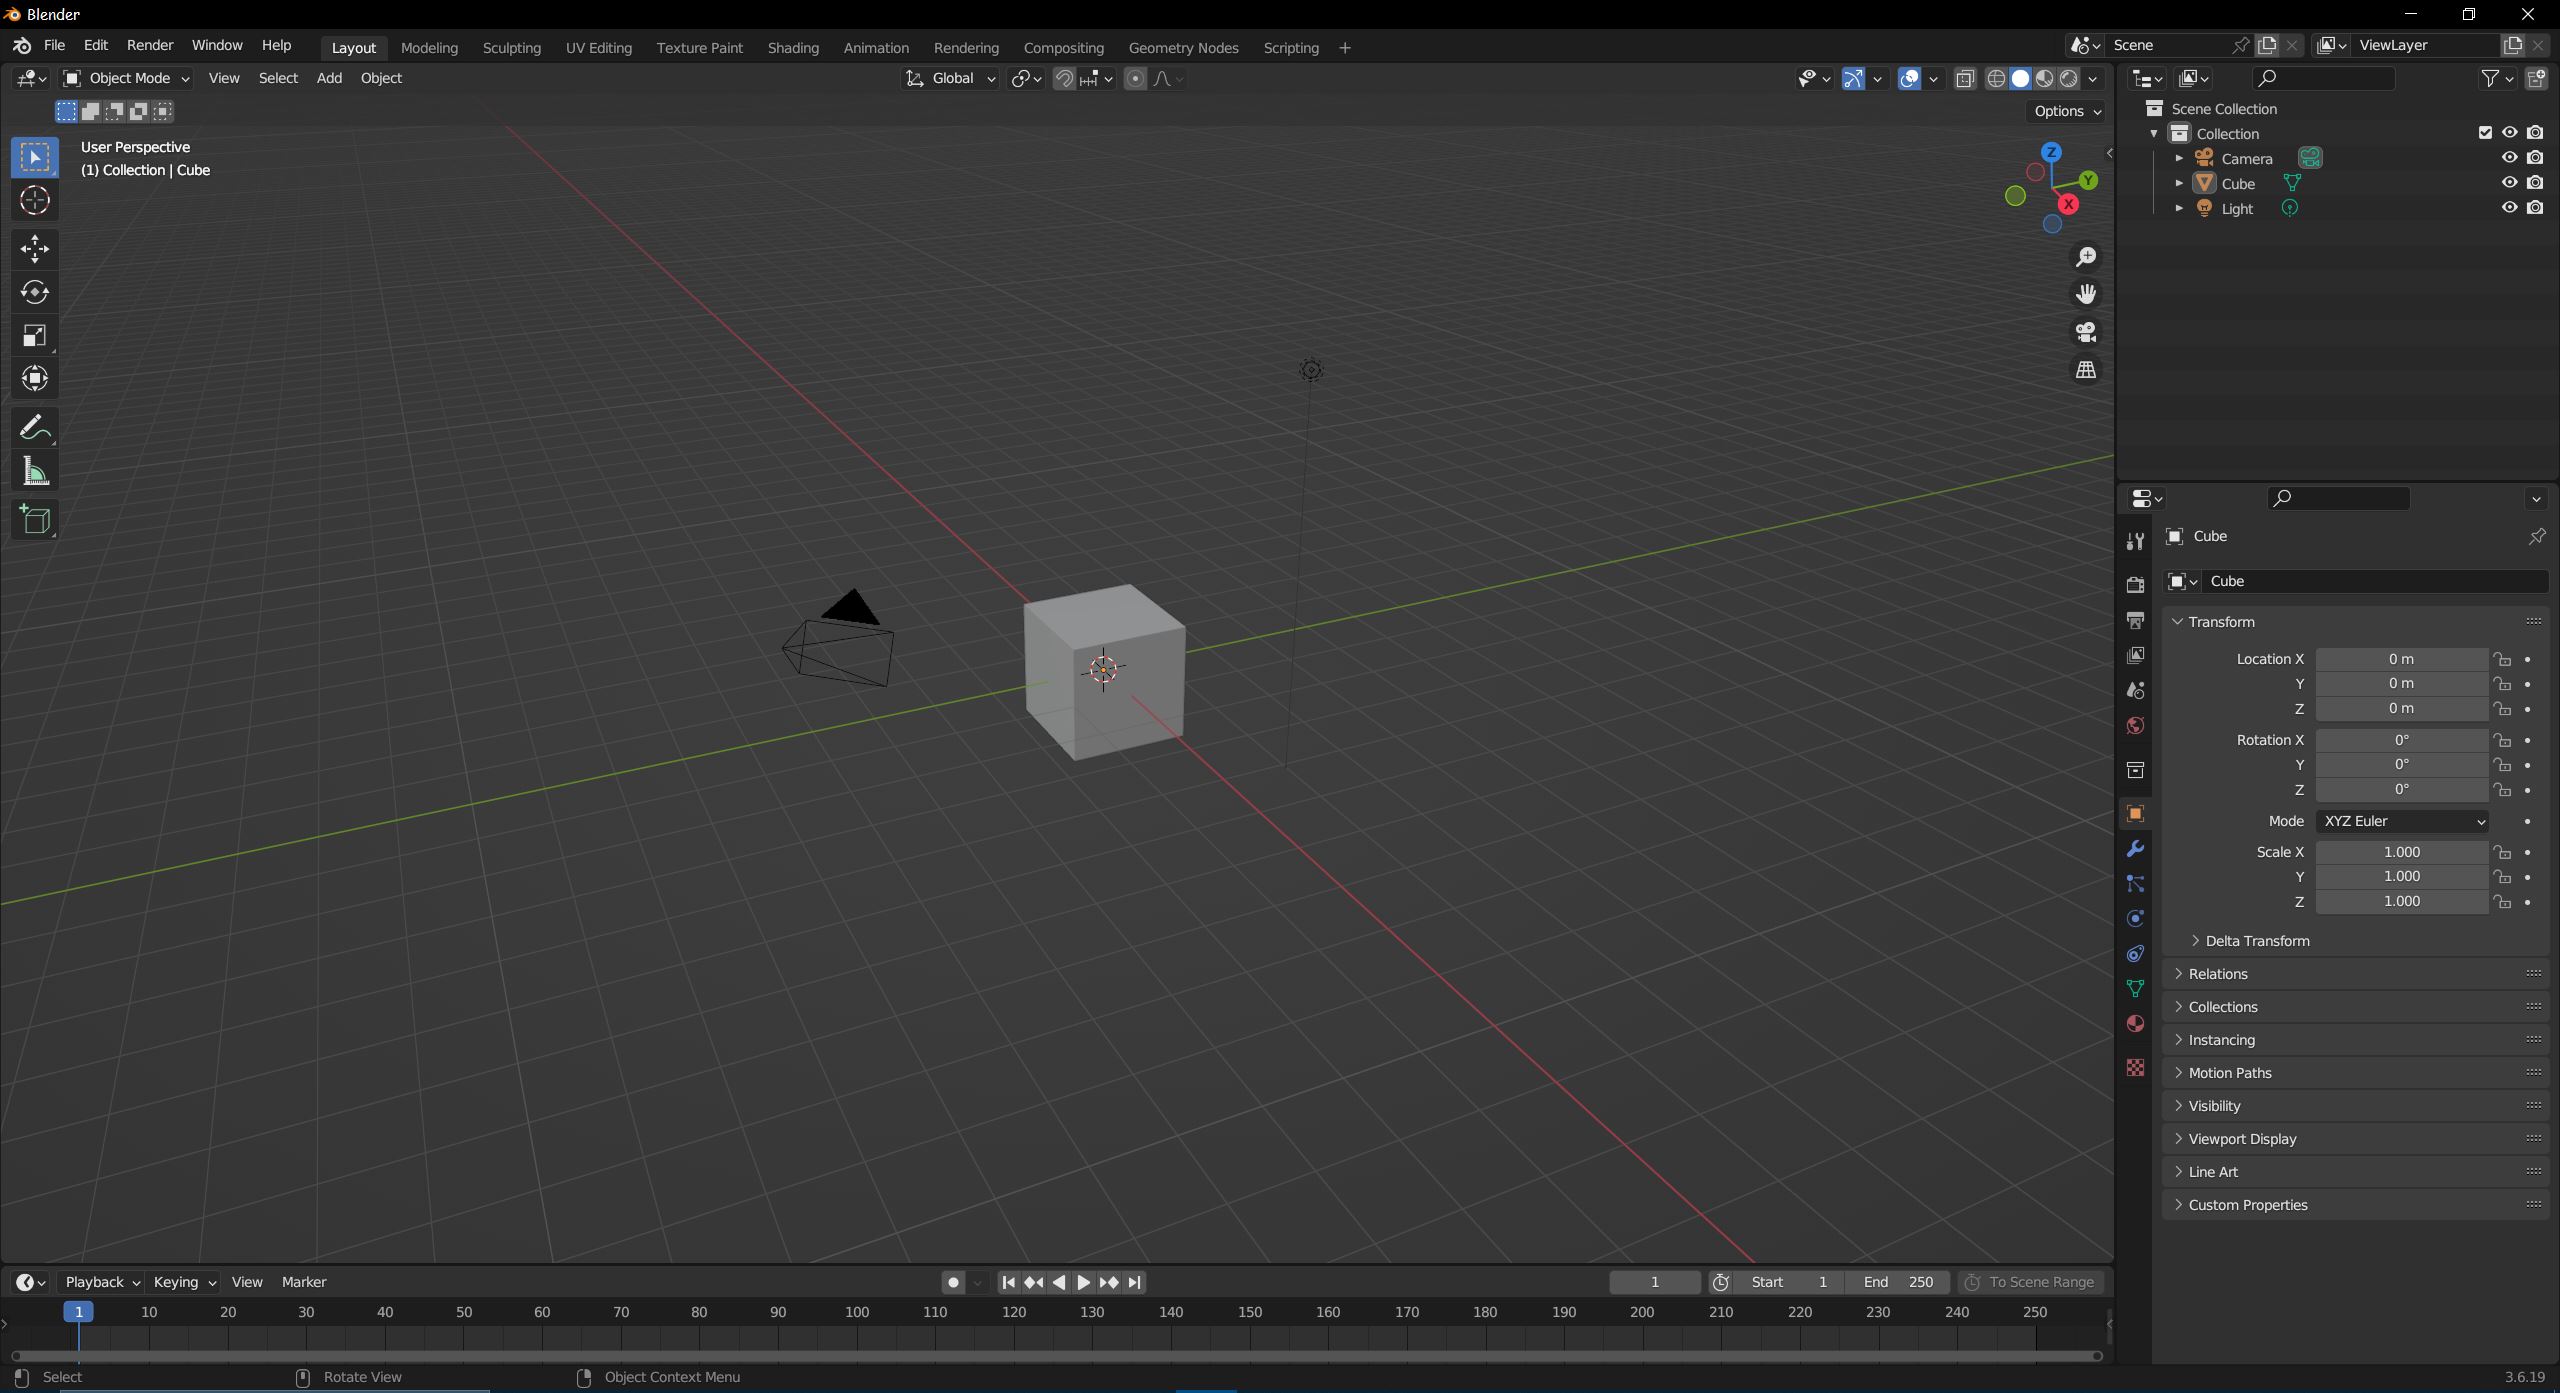 Blender
File Edit Render Window Help Layout Modeling Sculpting UV Editing Texture Paint Shading Animation Rendering Compositing Geometry Nodes Scripting + Scene ViewLayer
Object Mode View Select Add Object Global
Options
User Perspective
(1) Collection | Cube
Z
Y
X
Scene Collection
Collection
Camera
Cube
Light
Cube
Cube
Transform
Location X 0 m
Y 0 m
Z 0 m
Rotation X 0°
Y 0°
Z 0°
Mode XYZ Euler
Scale X 1.000
Y 1.000
Z 1.000
Delta Transform
Relations
Collections
Instancing
Motion Paths
Visibility
Viewport Display
Line Art
Custom Properties
Playback Keying View Marker 1 Start 1 End 250 To Scene Range
1 10 20 30 40 50 60 70 80 90 100 110 120 130 140 150 160 170 180 190 200 210 220 230 240 250
Select Rotate View Object Context Menu 3.6.19